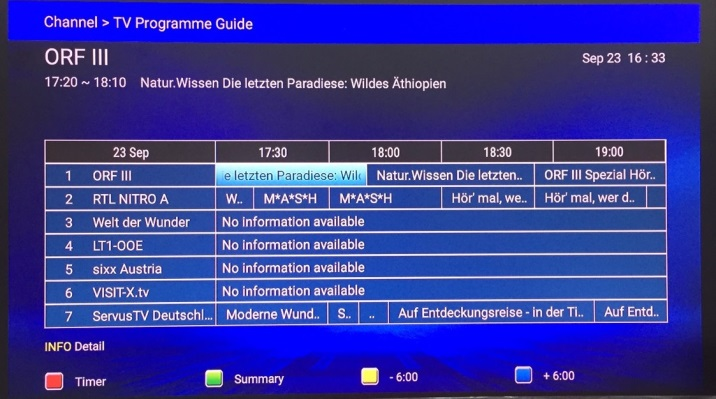 Channel > TV Programme Guide
ORF III
Sep 23 16 : 33
17:20 ~ 18:10 Natur.Wissen Die letzten Paradiese: Wildes Äthiopien
23 Sep 17:30 18:00 18:30 19:00
1 ORF III e letzten Paradiese: Wil Natur.Wissen Die letzten.. ORF III Spezial Hör..
2 RTL NITRO A W.. M*A*S*H M*A*S*H Hör' mal, we.. Hör' mal, wer d..
3 Welt der Wunder No information available
4 LT1-OOE No information available
5 sixx Austria No information available
6 VISIT-X.tv No information available
7 ServusTV Deutschl... Moderne Wund.. S.. .. Auf Entdeckungsreise - in der Ti.. Auf Entd..
INFO Detail
Timer Summary - 6:00 + 6:00